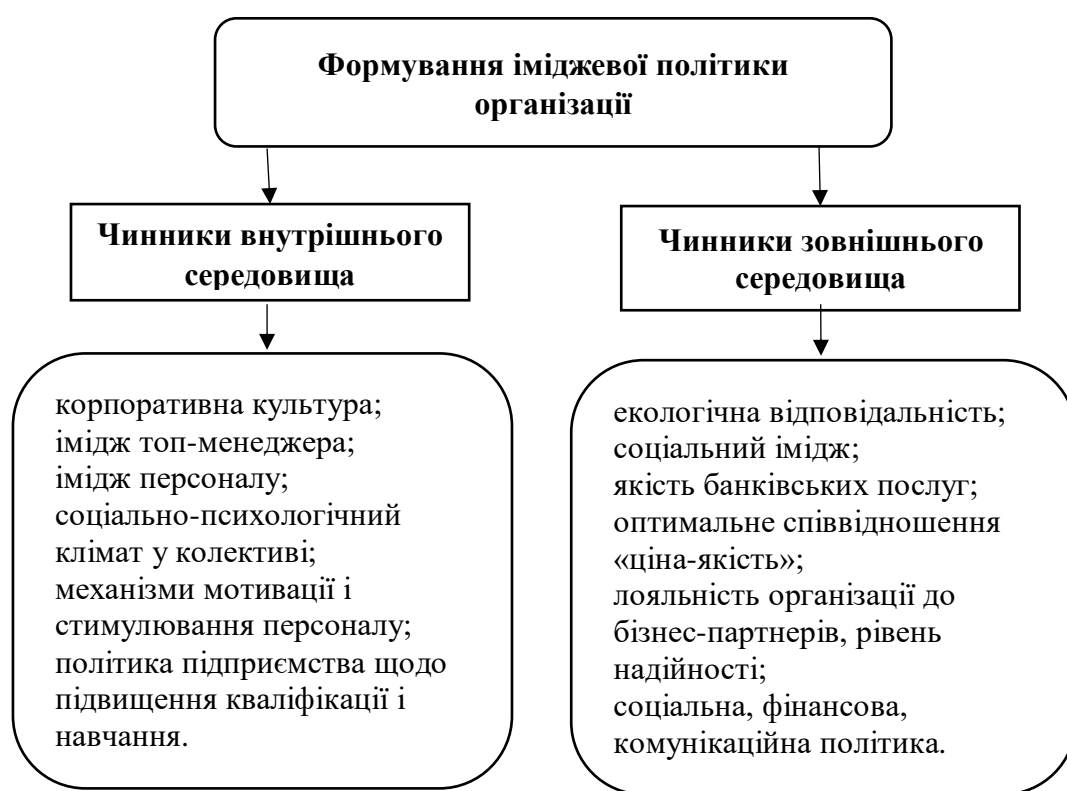 Формування іміджевої політики
організації
Чинники внутрішнього
середовища
Чинники зовнішнього
середовища
корпоративна культура;
імідж топ-менеджера;
імідж персоналу;
соціально-психологічний
клімат у колективі;
механізми мотивації і
стимулювання персоналу;
політика підприємства щодо
підвищення кваліфікації і
навчання.
екологічна відповідальність;
соціальний імідж;
якість банківських послуг;
оптимальне співвідношення
«ціна-якість»;
лояльність організації до
бізнес-партнерів, рівень
надійності;
соціальна, фінансова,
комунікаційна політика.